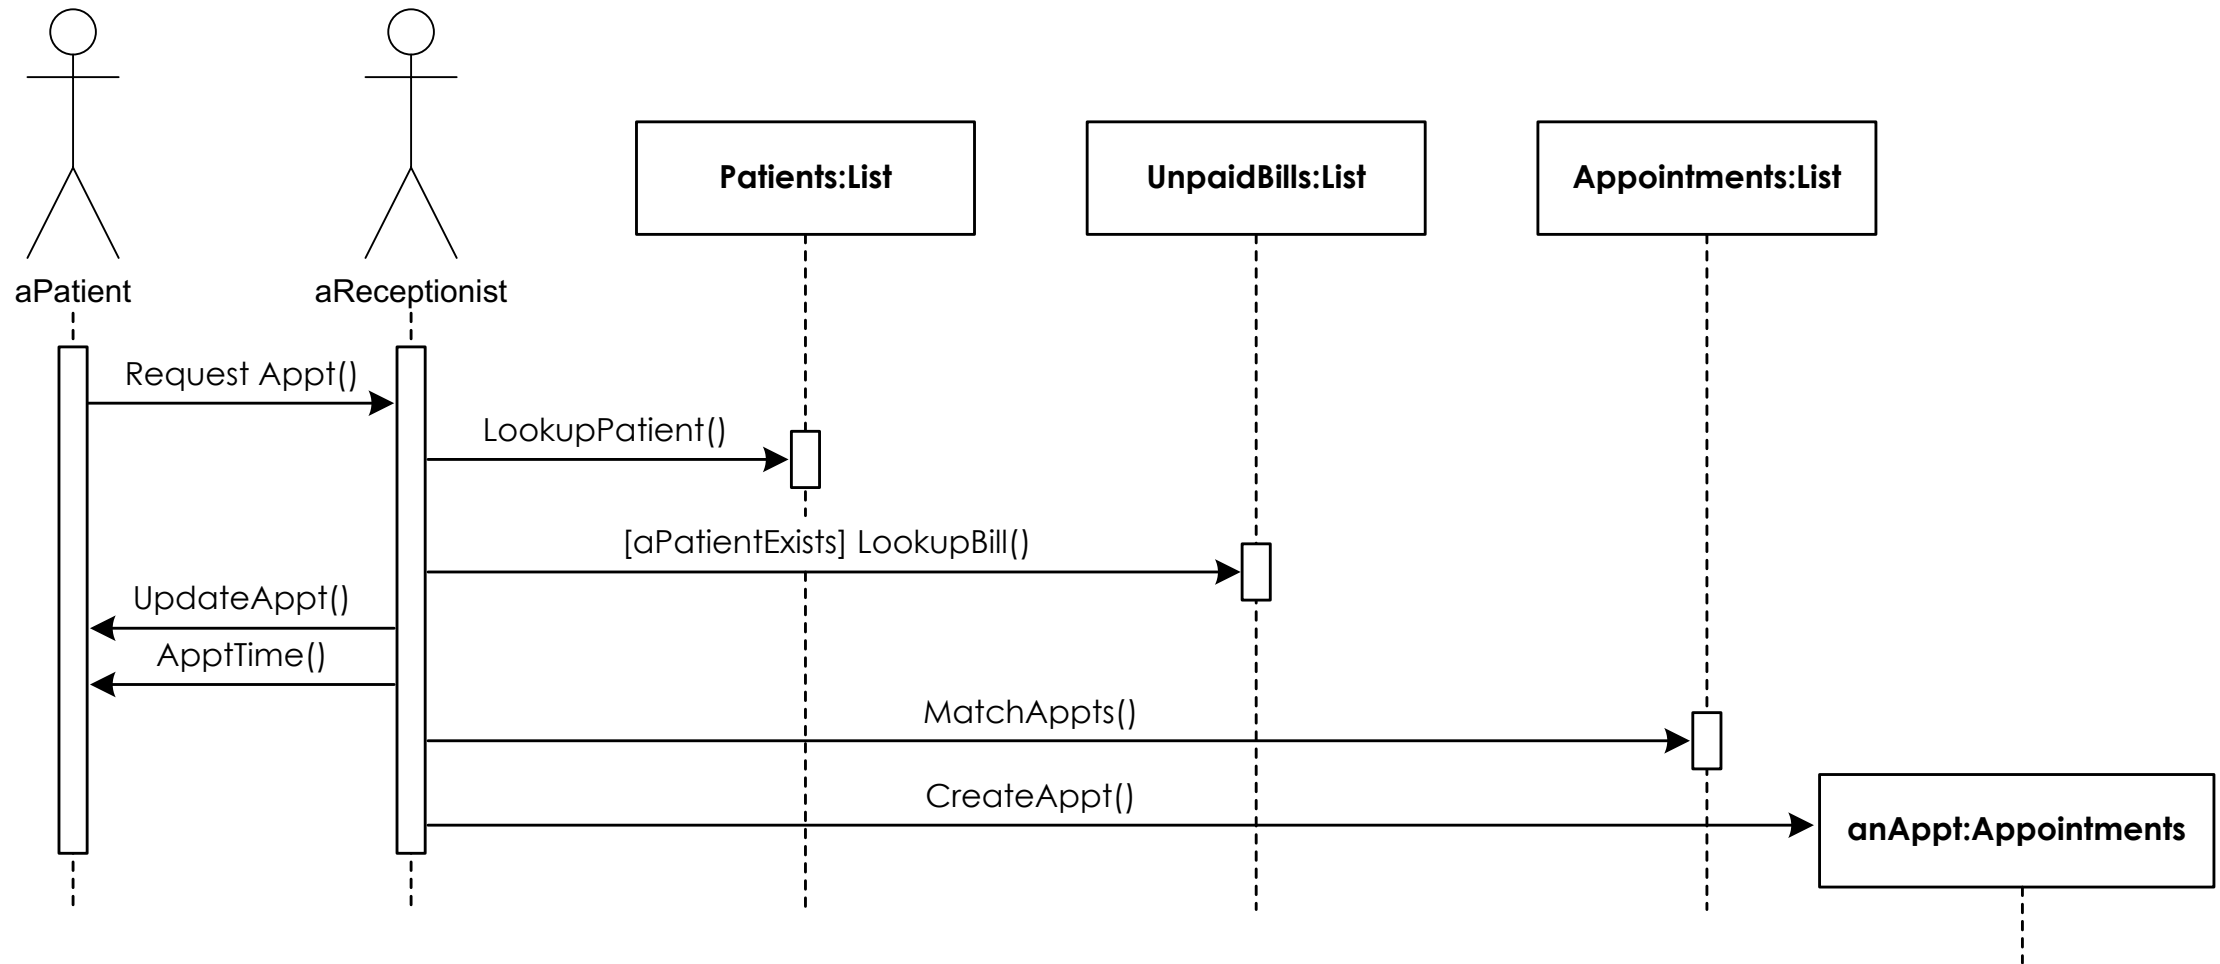 Patients:List
UnpaidBills:List
Appointments:List
aPatient
aReceptionist
Request Appt()
LookupPatient()
[aPatientExists] LookupBill()
UpdateAppt()
ApptTime()
MatchAppts()
CreateAppt()
anAppt:Appointments